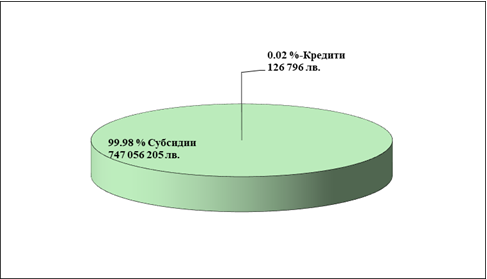 0.02 %-Кредити
126 796 лв.
99.98 % Субсидии
747 056 205 лв.